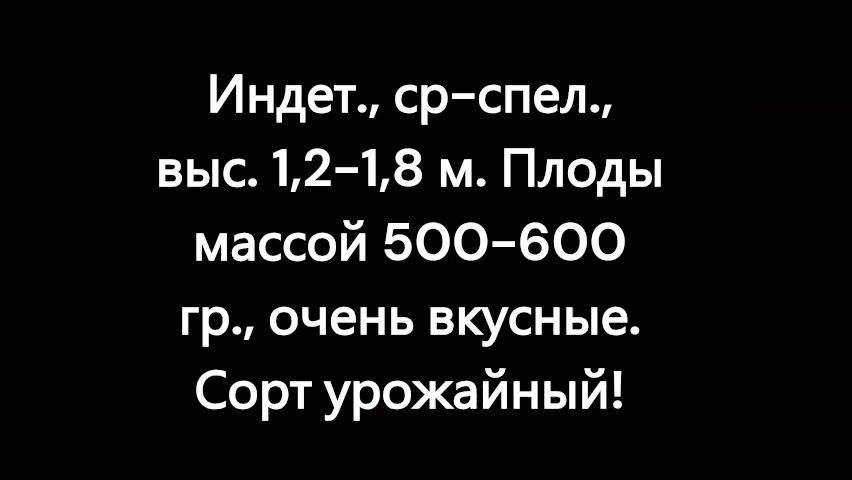 Индет., ср-спел.,
выс. 1,2-1,8 м. Плоды
массой 500-600
гр., очень вкусные.
Сорт урожайный!